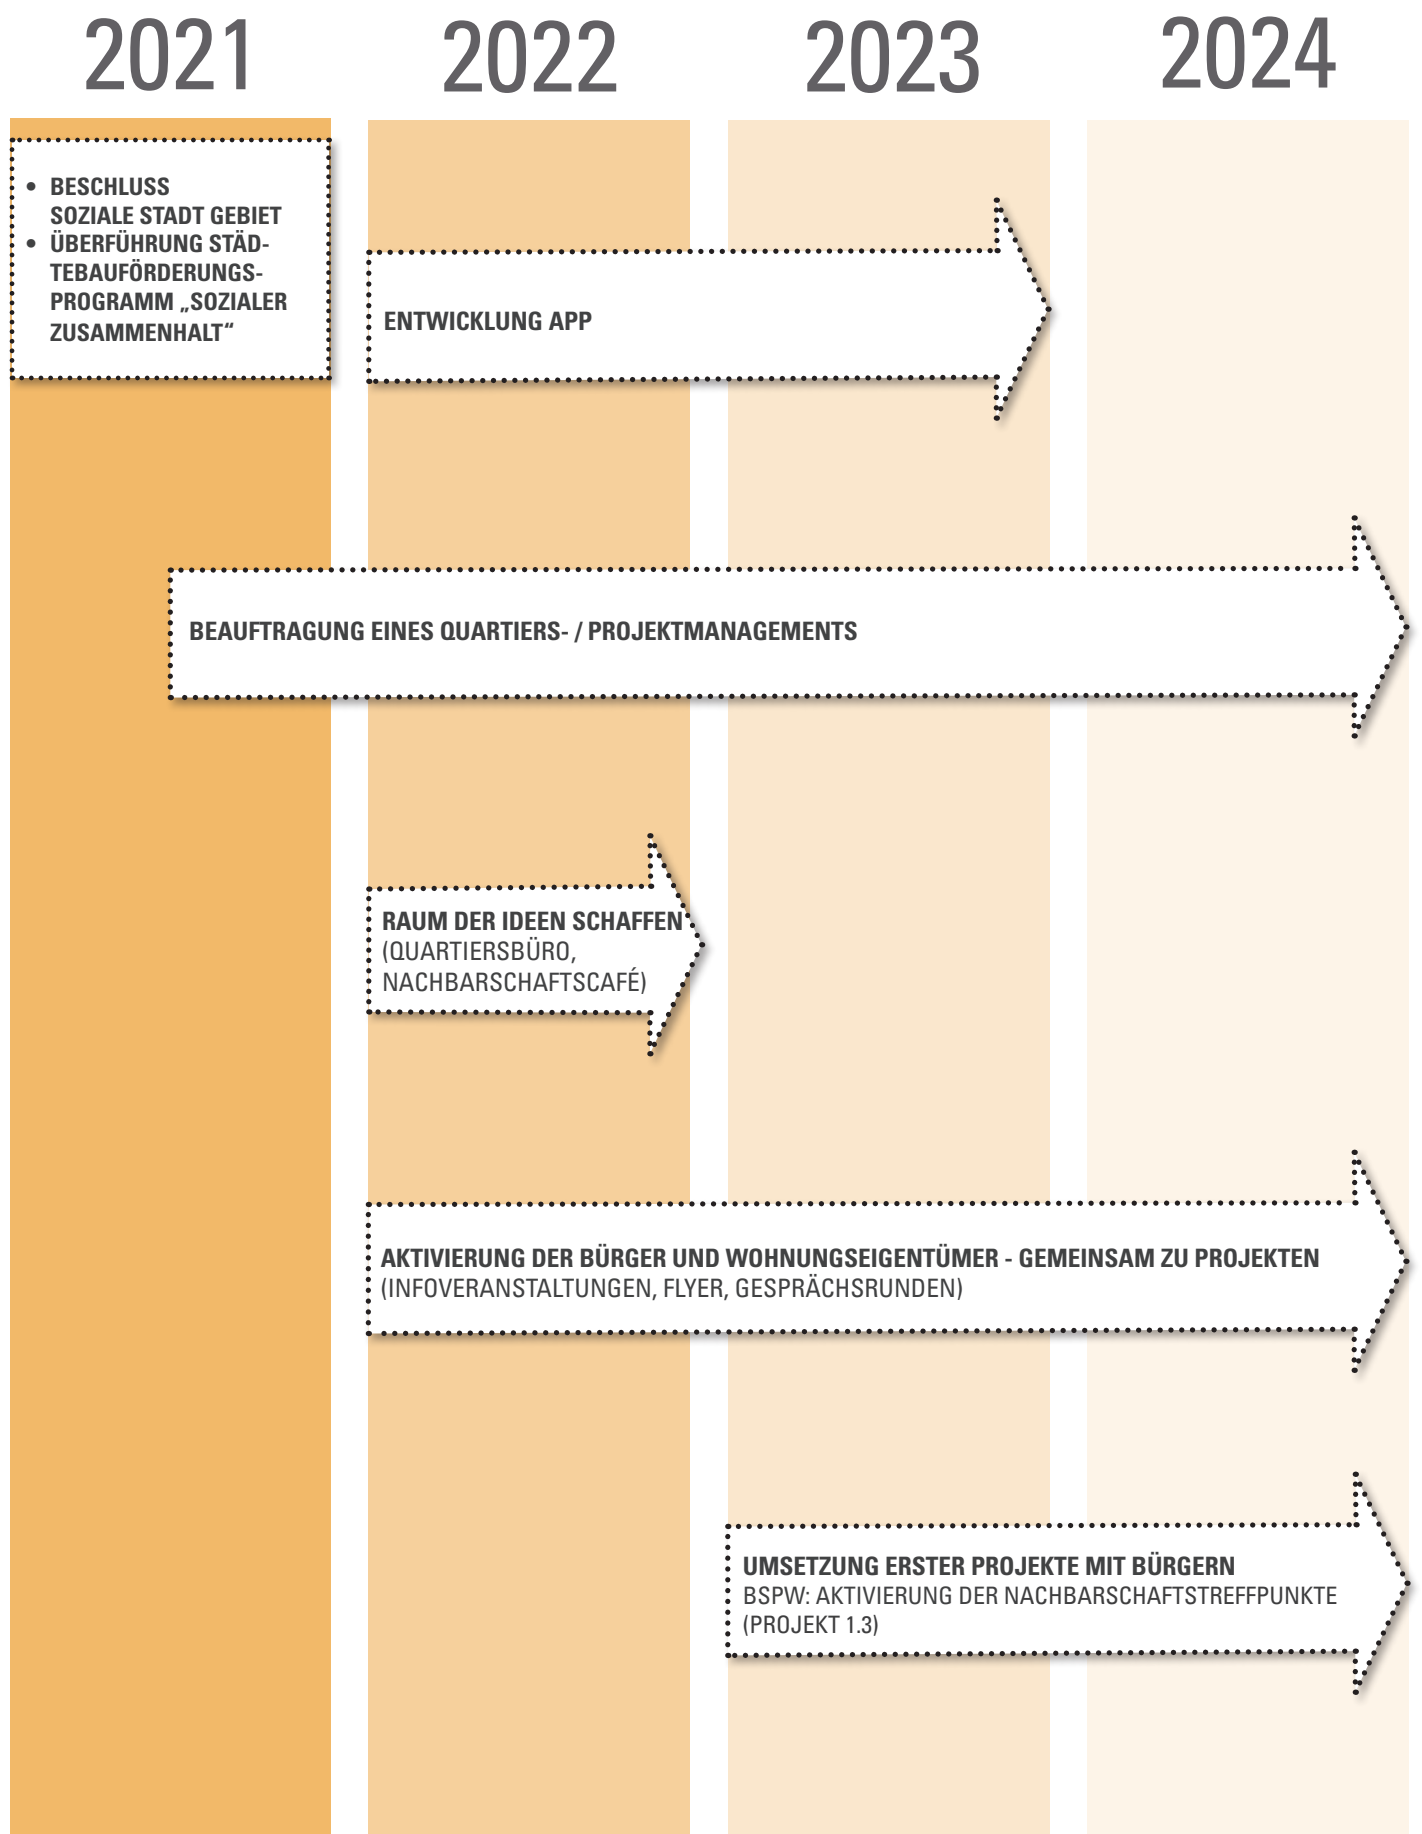 2021
2022
2023
2024
• BESCHLUSS
SOZIALE STADT GEBIET
• ÜBERFÜHRUNG STÄD-
TEBAUFÖRDERUNGS-
PROGRAMM „SOZIALER
ZUSAMMENHALT“
ENTWICKLUNG APP
BEAUFTRAGUNG EINES QUARTIERS- / PROJEKTMANAGEMENTS
RAUM DER IDEEN SCHAFFEN
(QUARTIERSBÜRO,
NACHBARSCHAFTSCAFÉ)
AKTIVIERUNG DER BÜRGER UND WOHNUNGSEIGENTÜMER - GEMEINSAM ZU PROJEKTEN
(INFOVERANSTALTUNGEN, FLYER, GESPRÄCHSRUNDEN)
UMSETZUNG ERSTER PROJEKTE MIT BÜRGERN
BSPW: AKTIVIERUNG DER NACHBARSCHAFTSTREFFPUNKTE
(PROJEKT 1.3)